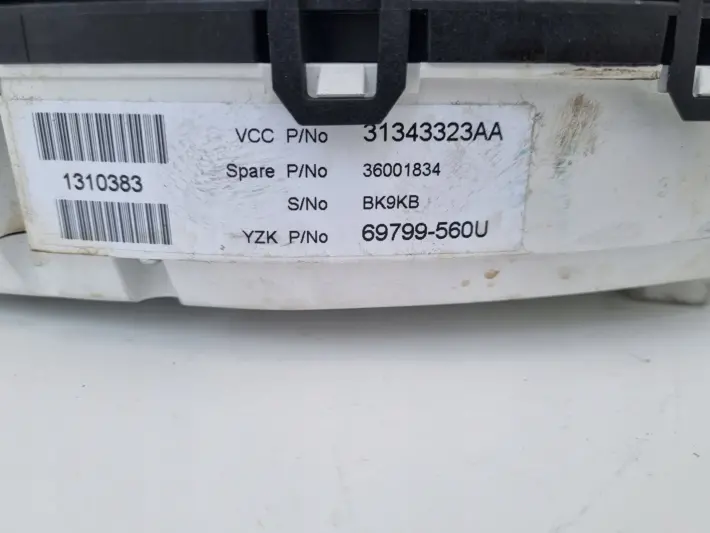 VCC P/No 31343323AA
Spare P/No 36001834
1310383
S/No BK9KB
YZK P/No 69799-560U